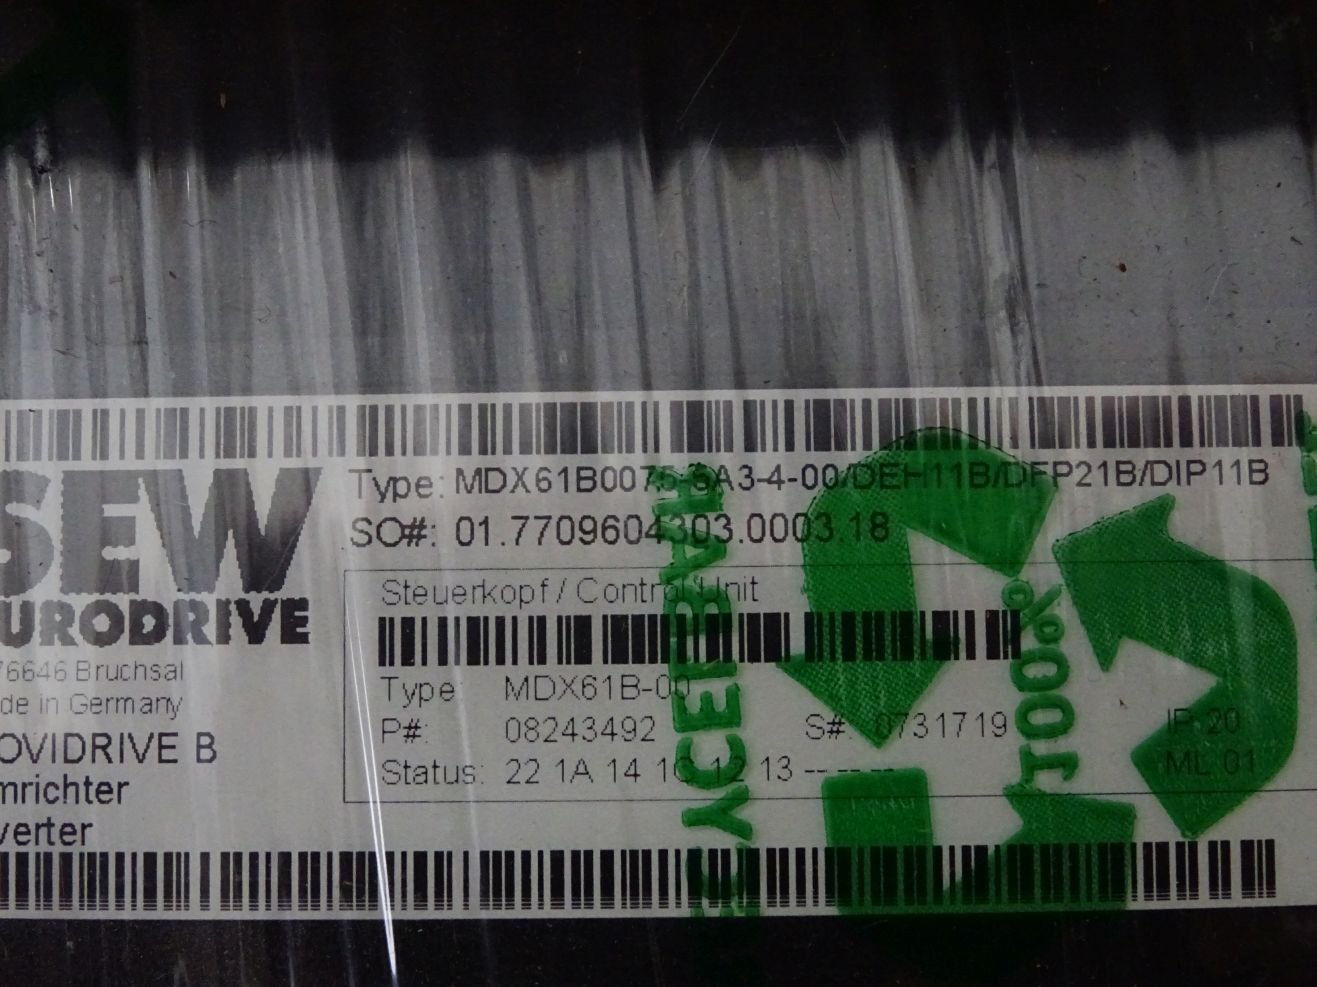 SEW
URODRIVE
76646 Bruchsal
de in Germany
OVIDRIVE B
mrichter
verter
Type: SA3-4-00/DEH11B/DFP21B/DIP11B
SO#: 01.7709604303.0003.18
Steuerkopf / Control Unit
Type MDX61B-00
P#: 08243492 S#: 0731719 IP 20
Status: 22 1A 14 1C 12 13 -- -- -- ML 01
RECYCLEBAR
100%